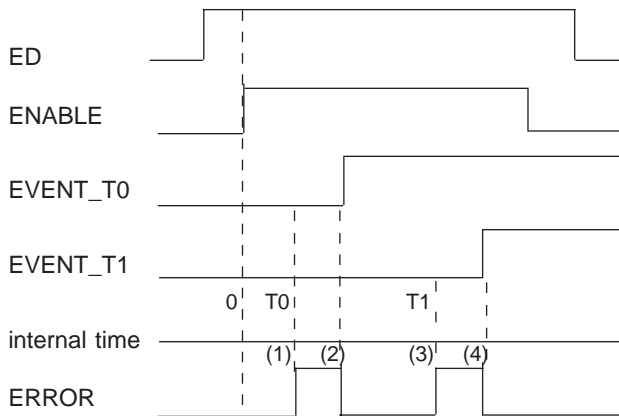 ED
ENABLE
EVENT_T0
EVENT_T1
0 T0 T1
internal time
(1) (2) (3) (4)
ERROR